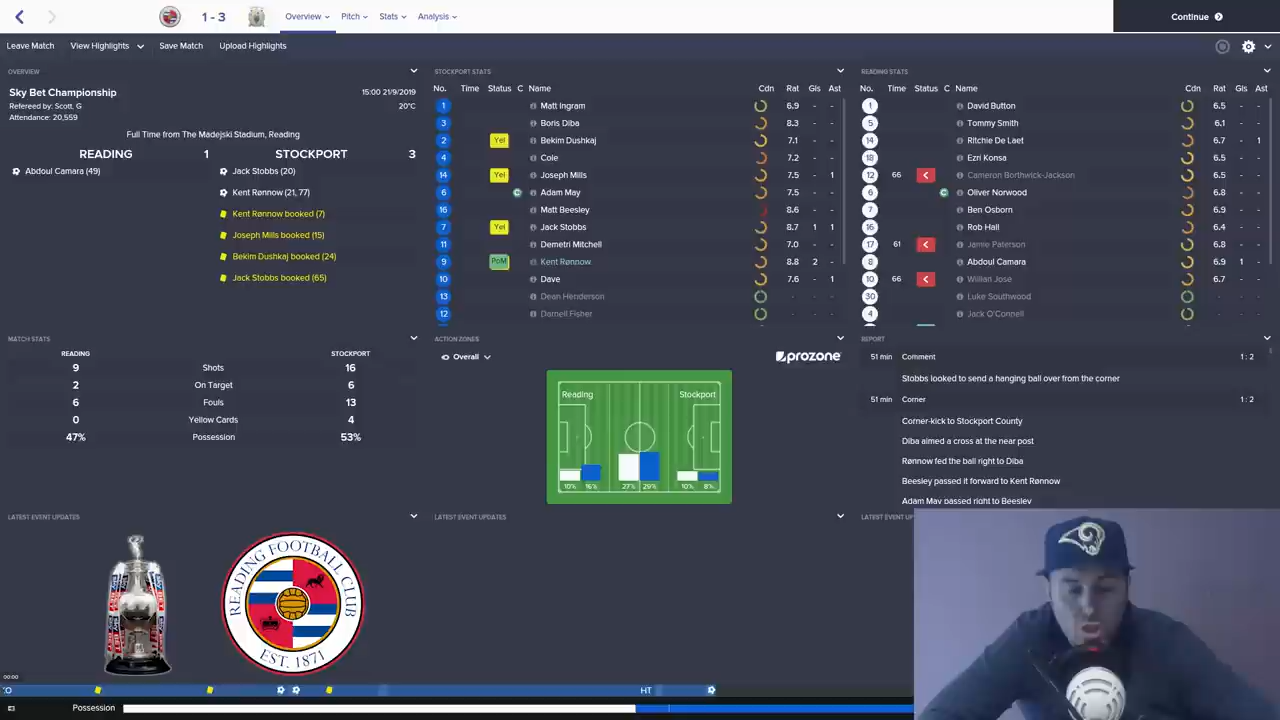 1 - 3
Overview
Pitch
Stats
Analysis
Continue
Leave Match
View Highlights
Save Match
Upload Highlights
OVERVIEW
Sky Bet Championship
15:00 21/9/2019
Refereed by: Scott. G
20°C
Attendance: 20,559
Full Time from The Madejski Stadium, Reading
READING 1 STOCKPORT 3
Abdoul Camara (49)
Jack Stobbs (20)
Kent Rønnow (21, 77)
Kent Rønnow booked (7)
Joseph Mills booked (15)
Bekim Dushkaj booked (24)
Jack Stobbs booked (65)
STOCKPORT STATS
No. Time Status C Name Cdn Rat Gls Ast
1 Matt Ingram 6.9 - -
3 Boris Diba 8.3 - -
2 Yel Bekim Dushkaj 7.1 - -
4 Cole 7.2 - -
14 Yel Joseph Mills 7.5 - 1
6 C Adam May 7.5 - -
16 Matt Beesley 8.6 - -
7 Yel Jack Stobbs 8.7 1 1
11 Demetri Mitchell 7.0 - -
9 PoM Kent Rønnow 8.8 2 -
10 Dave 7.6 - 1
13 Dean Henderson - - -
12 Darnell Fisher - - -
READING STATS
No. Time Status C Name Cdn Rat Gls Ast
1 David Button 6.5 - -
5 Tommy Smith 6.1 - -
14 Ritchie De Laet 6.7 - 1
18 Ezri Konsa 6.5 - -
12 66 Cameron Borthwick-Jackson 6.5 - -
6 C Oliver Norwood 6.8 - -
7 Ben Osborn 6.9 - -
16 Rob Hall 6.4 - -
17 61 Jamie Paterson 6.8 - -
8 Abdoul Camara 6.9 1 -
10 66 Willian José 6.7 - -
30 Luke Southwood - - -
4 Jack O'Connell - - -
MATCH STATS
READING STOCKPORT
9 Shots 16
2 On Target 6
6 Fouls 13
0 Yellow Cards 4
47% Possession 53%
ACTION ZONES
Overall
prozone
Reading Stockport
10% 16% 27% 29% 10% 8%
REPORT
51 min Comment 1 : 2
Stobbs looked to send a hanging ball over from the corner
51 min Corner 1 : 2
Corner-kick to Stockport County
Diba aimed a cross at the near post
Rønnow fed the ball right to Diba
Beesley passed it forward to Kent Rønnow
Adam May passed right to Beesley
LATEST EVENT UPDATES
LATEST EVENT UPDATES
LATEST EVENT UP
READING FOOTBALL CLUB
EST. 1871
00:00
HT
Possession